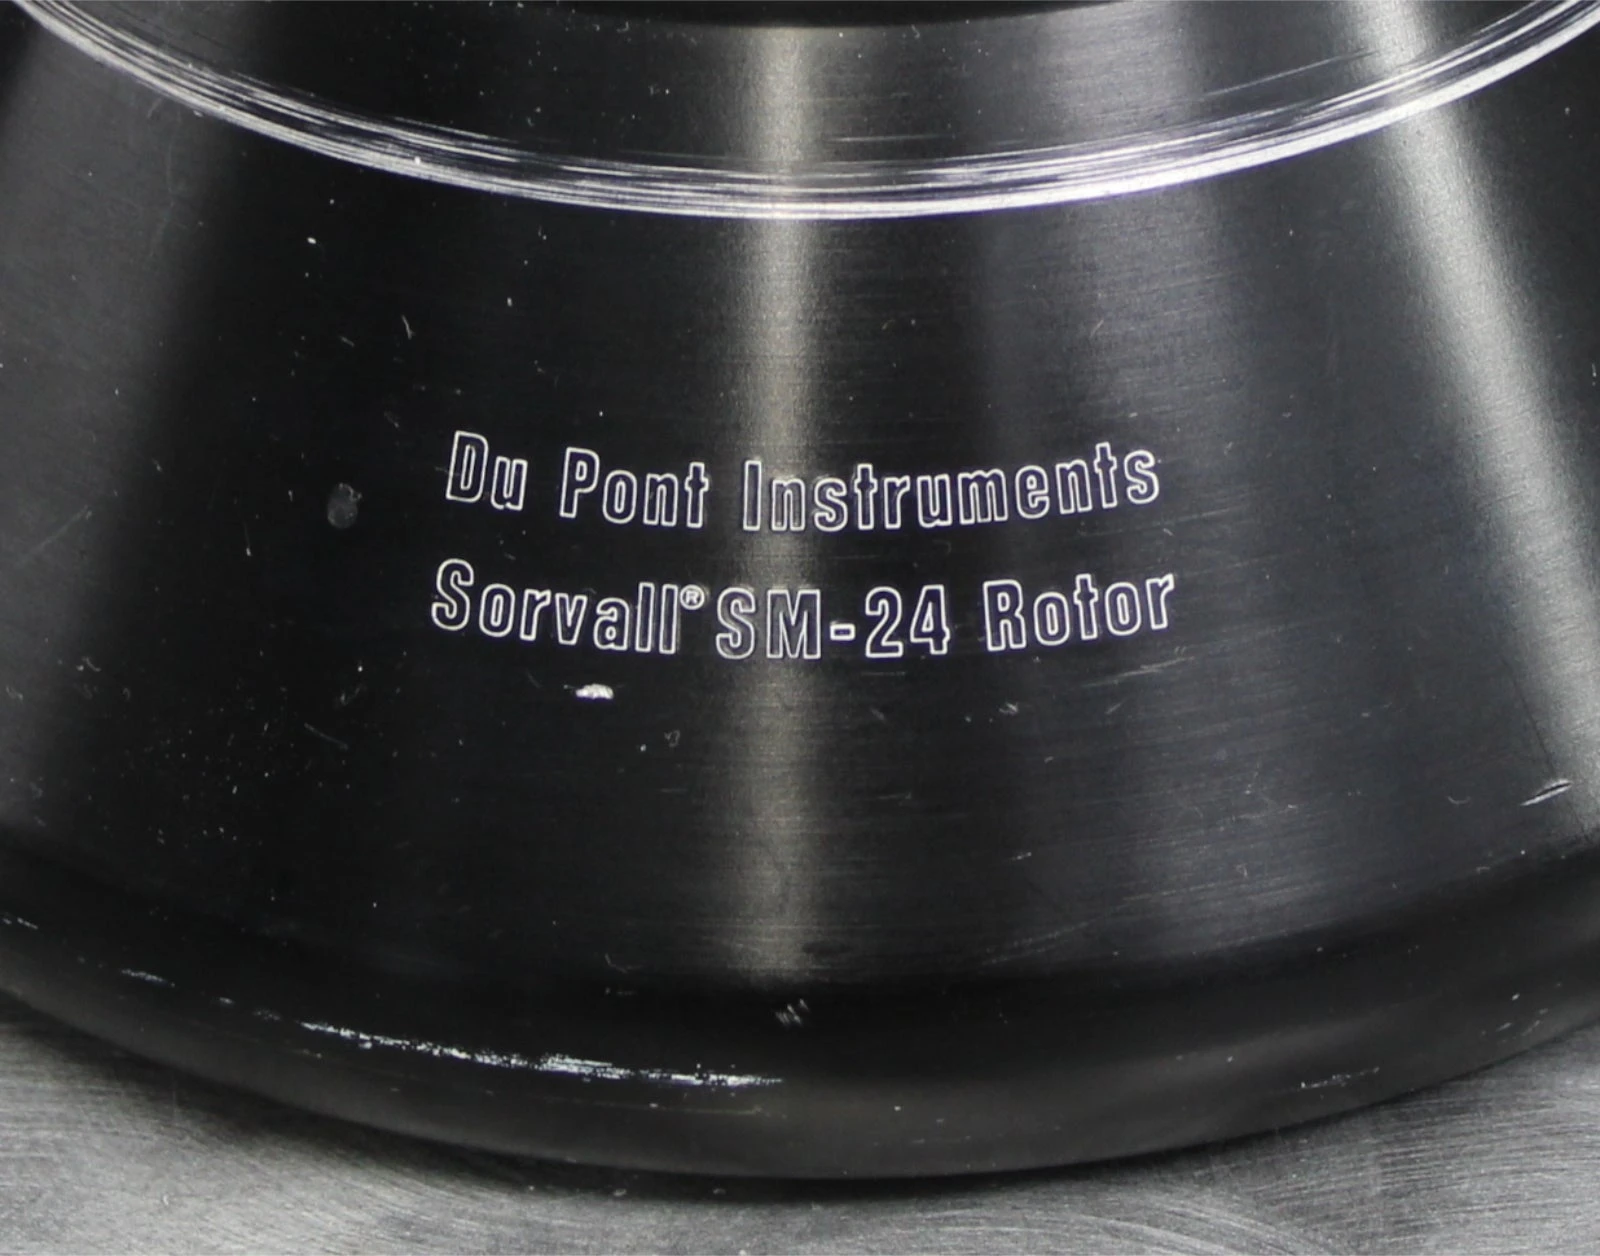 Du Pont Instruments
Sorvall® SM-24 Rotor